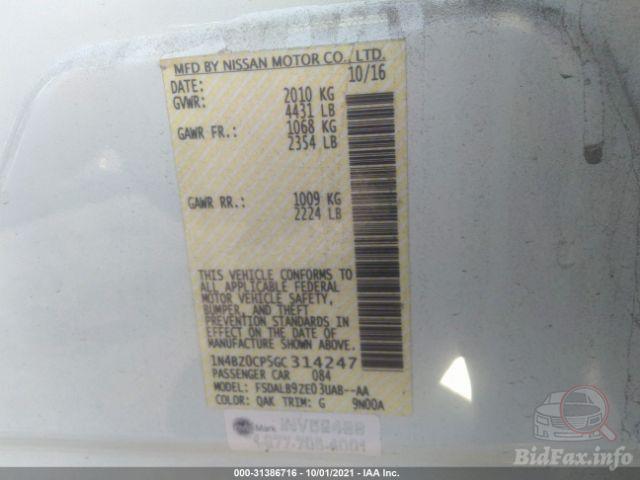 MFD BY NISSAN MOTOR CO., LTD.
DATE: 10/16
GVWR: 2010 KG
4431 LB
GAWR FR.: 1068 KG
2354 LB
GAWR RR.: 1009 KG
2224 LB
THIS VEHICLE CONFORMS TO
ALL APPLICABLE FEDERAL
MOTOR VEHICLE SAFETY,
BUMPER, AND THEFT
PREVENTION STANDARDS IN
EFFECT ON THE DATE OF
MANUFACTURE SHOWN ABOVE.
1N4BZ0CP5GC314247
PASSENGER CAR 084
MODEL: FSDALB9ZE03UAB--AA
COLOR: QAK TRIM: G 9N00A
Mark
000-31386716 - 10/01/2021 - IAA Inc.
BidFax.info